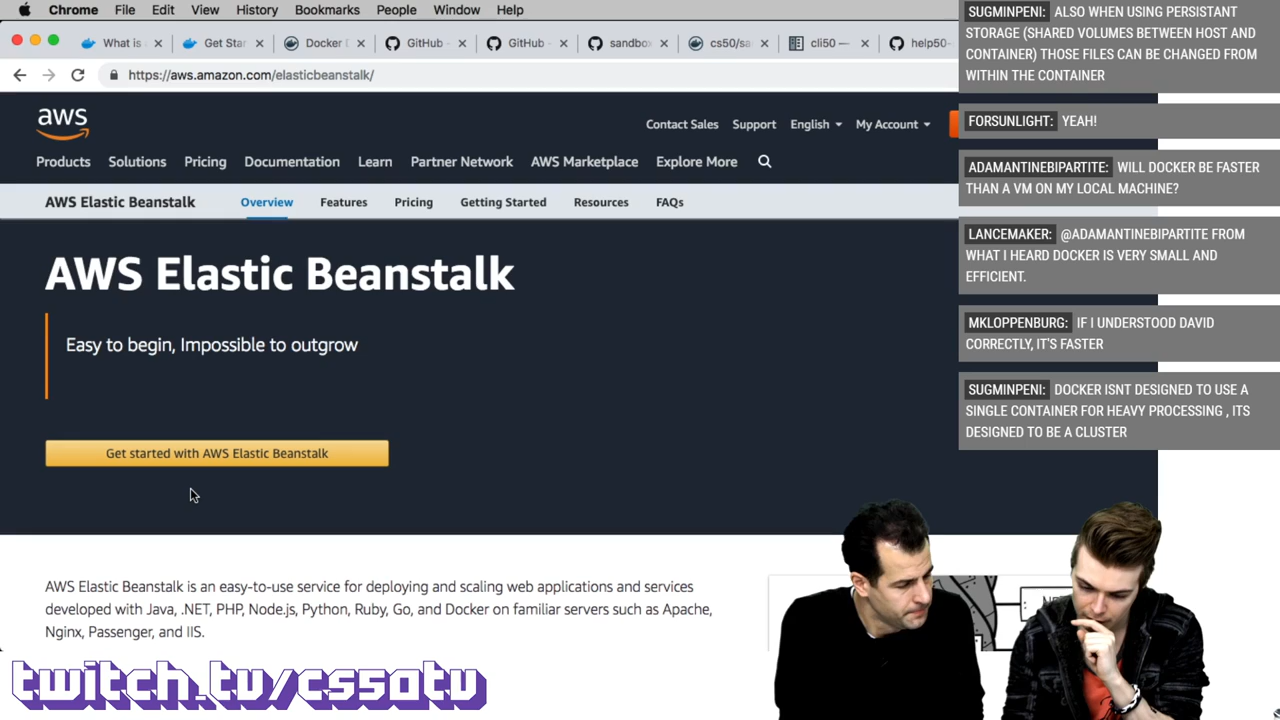 Chrome File Edit View History Bookmarks People Window Help
What is Get Star Docker D GitHub - GitHub - sandbox cs50/sa cli50 — help50-
https://aws.amazon.com/elasticbeanstalk/
aws
Contact Sales Support English My Account
Products Solutions Pricing Documentation Learn Partner Network AWS Marketplace Explore More
AWS Elastic Beanstalk Overview Features Pricing Getting Started Resources FAQs
AWS Elastic Beanstalk
Easy to begin, Impossible to outgrow
Get started with AWS Elastic Beanstalk
AWS Elastic Beanstalk is an easy-to-use service for deploying and scaling web applications and services
developed with Java, .NET, PHP, Node.js, Python, Ruby, Go, and Docker on familiar servers such as Apache,
Nginx, Passenger, and IIS.
SUGMINPENI: ALSO WHEN USING PERSISTANT
STORAGE (SHARED VOLUMES BETWEEN HOST AND
CONTAINER) THOSE FILES CAN BE CHANGED FROM
WITHIN THE CONTAINER
FORSUNLIGHT: YEAH!
ADAMANTINEBIPARTITE: WILL DOCKER BE FASTER
THAN A VM ON MY LOCAL MACHINE?
LANCEMAKER: @ADAMANTINEBIPARTITE FROM
WHAT I HEARD DOCKER IS VERY SMALL AND
EFFICIENT.
MKLOPPENBURG: IF I UNDERSTOOD DAVID
CORRECTLY, IT'S FASTER
SUGMINPENI: DOCKER ISNT DESIGNED TO USE A
SINGLE CONTAINER FOR HEAVY PROCESSING , ITS
DESIGNED TO BE A CLUSTER
twitch.tv/cs50tv